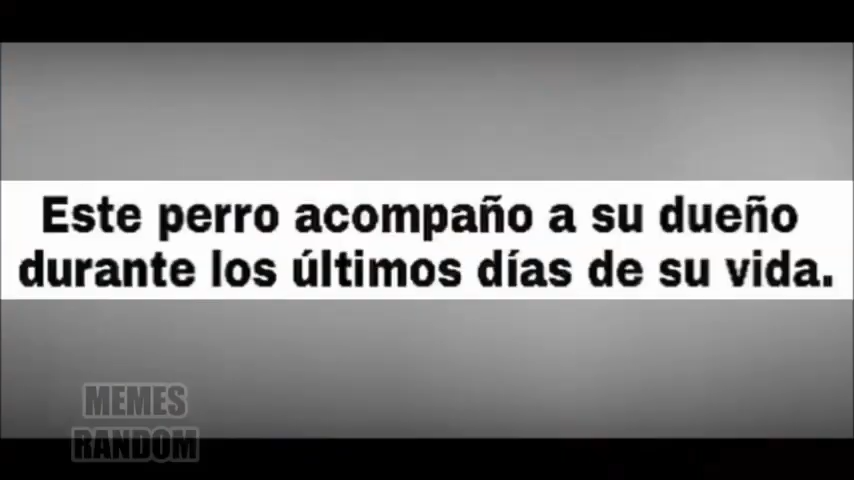 Este perro acompaño a su dueño
durante los últimos días de su vida.
MEMES
RANDOM